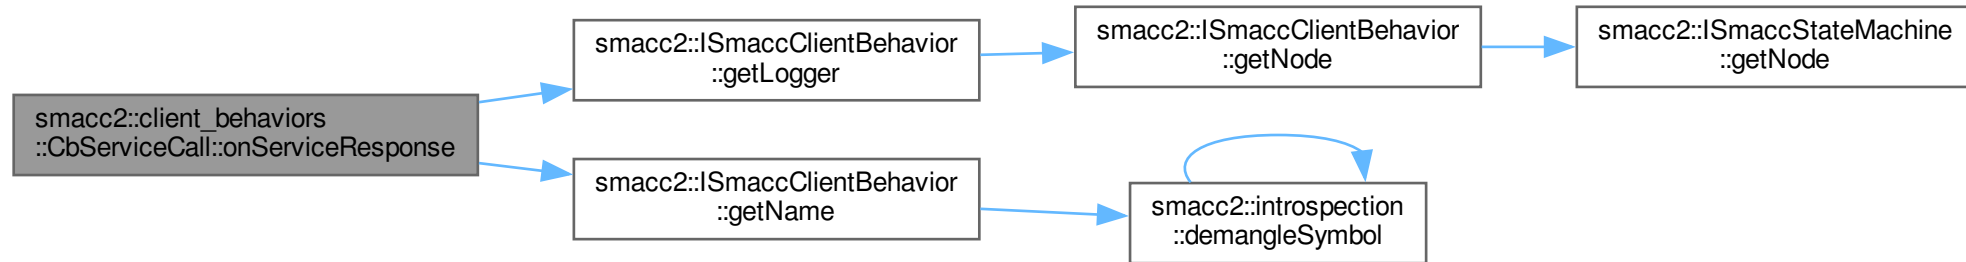 smacc2::client_behaviors
::CbServiceCall::onServiceResponse
smacc2::ISmaccClientBehavior
::getLogger
smacc2::ISmaccClientBehavior
::getNode
smacc2::ISmaccStateMachine
::getNode
smacc2::ISmaccClientBehavior
::getName
smacc2::introspection
::demangleSymbol